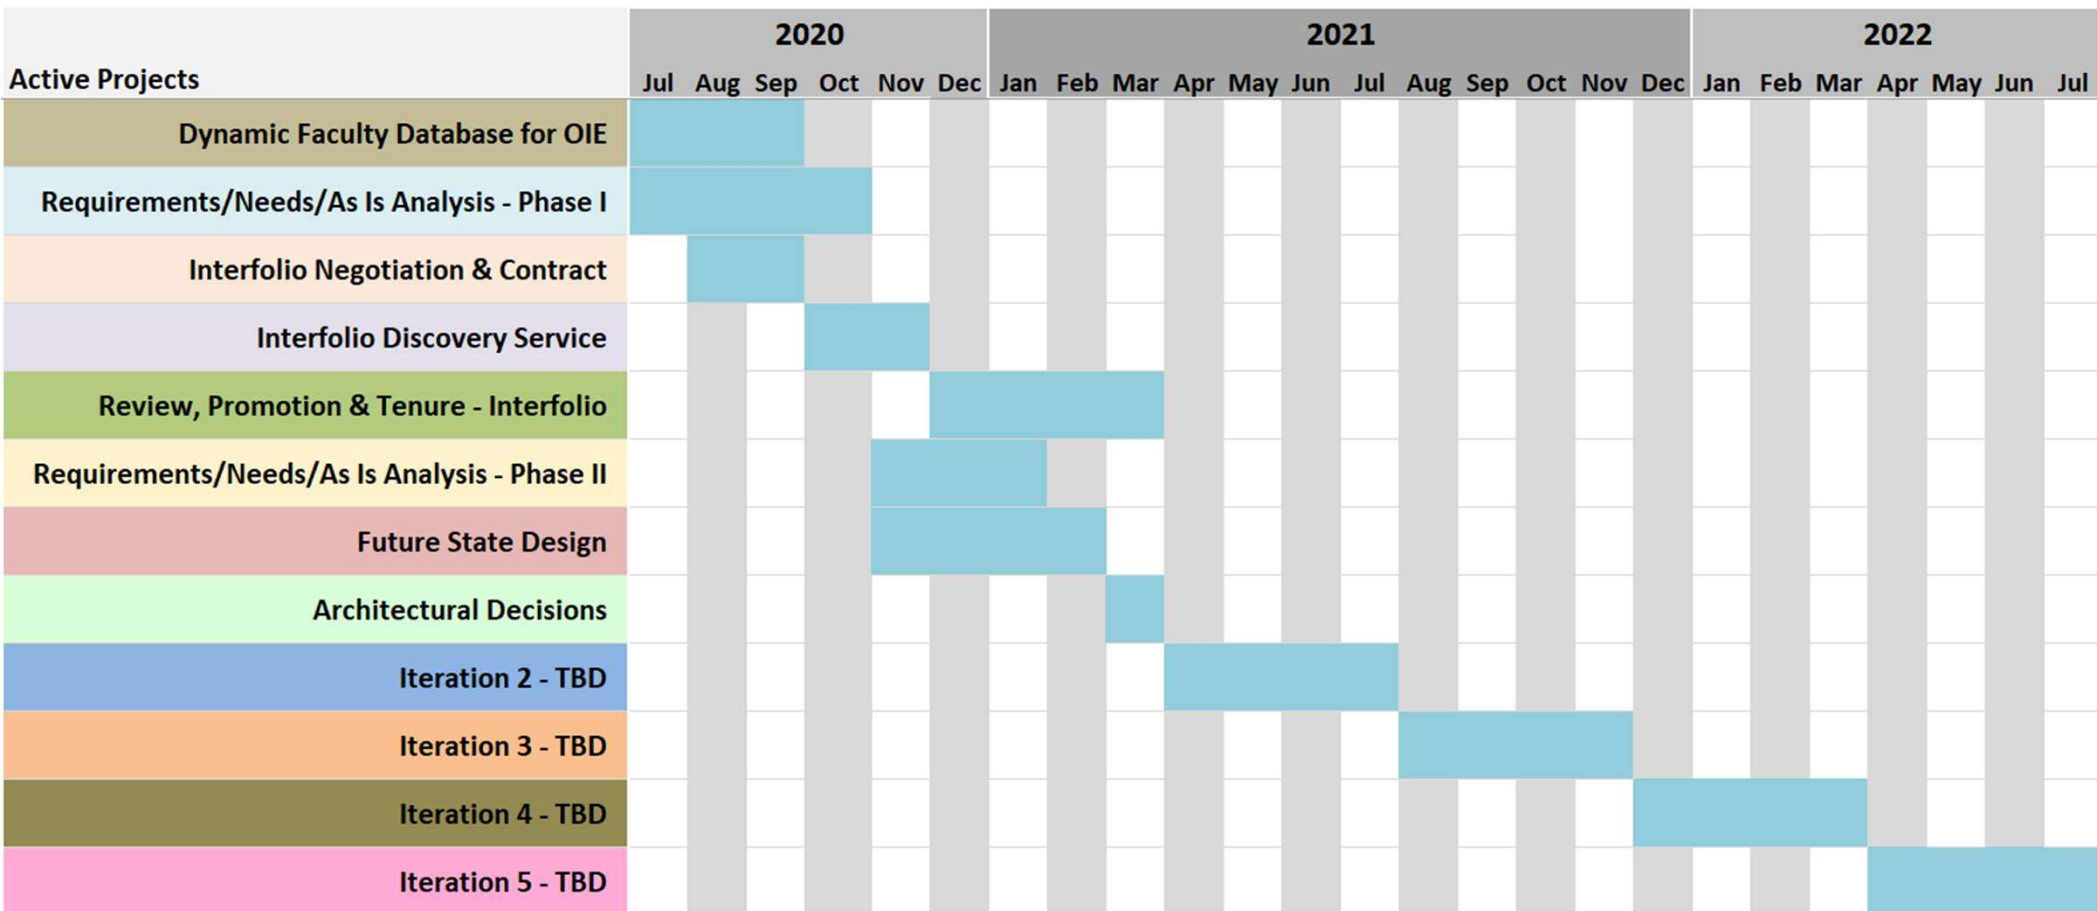 2020 2021 2022
Active Projects Jul Aug Sep Oct Nov Dec Jan Feb Mar Apr May Jun Jul Aug Sep Oct Nov Dec Jan Feb Mar Apr May Jun Jul
Dynamic Faculty Database for OIE
Requirements/Needs/As Is Analysis - Phase I
Interfolio Negotiation & Contract
Interfolio Discovery Service
Review, Promotion & Tenure - Interfolio
Requirements/Needs/As Is Analysis - Phase II
Future State Design
Architectural Decisions
Iteration 2 - TBD
Iteration 3 - TBD
Iteration 4 - TBD
Iteration 5 - TBD